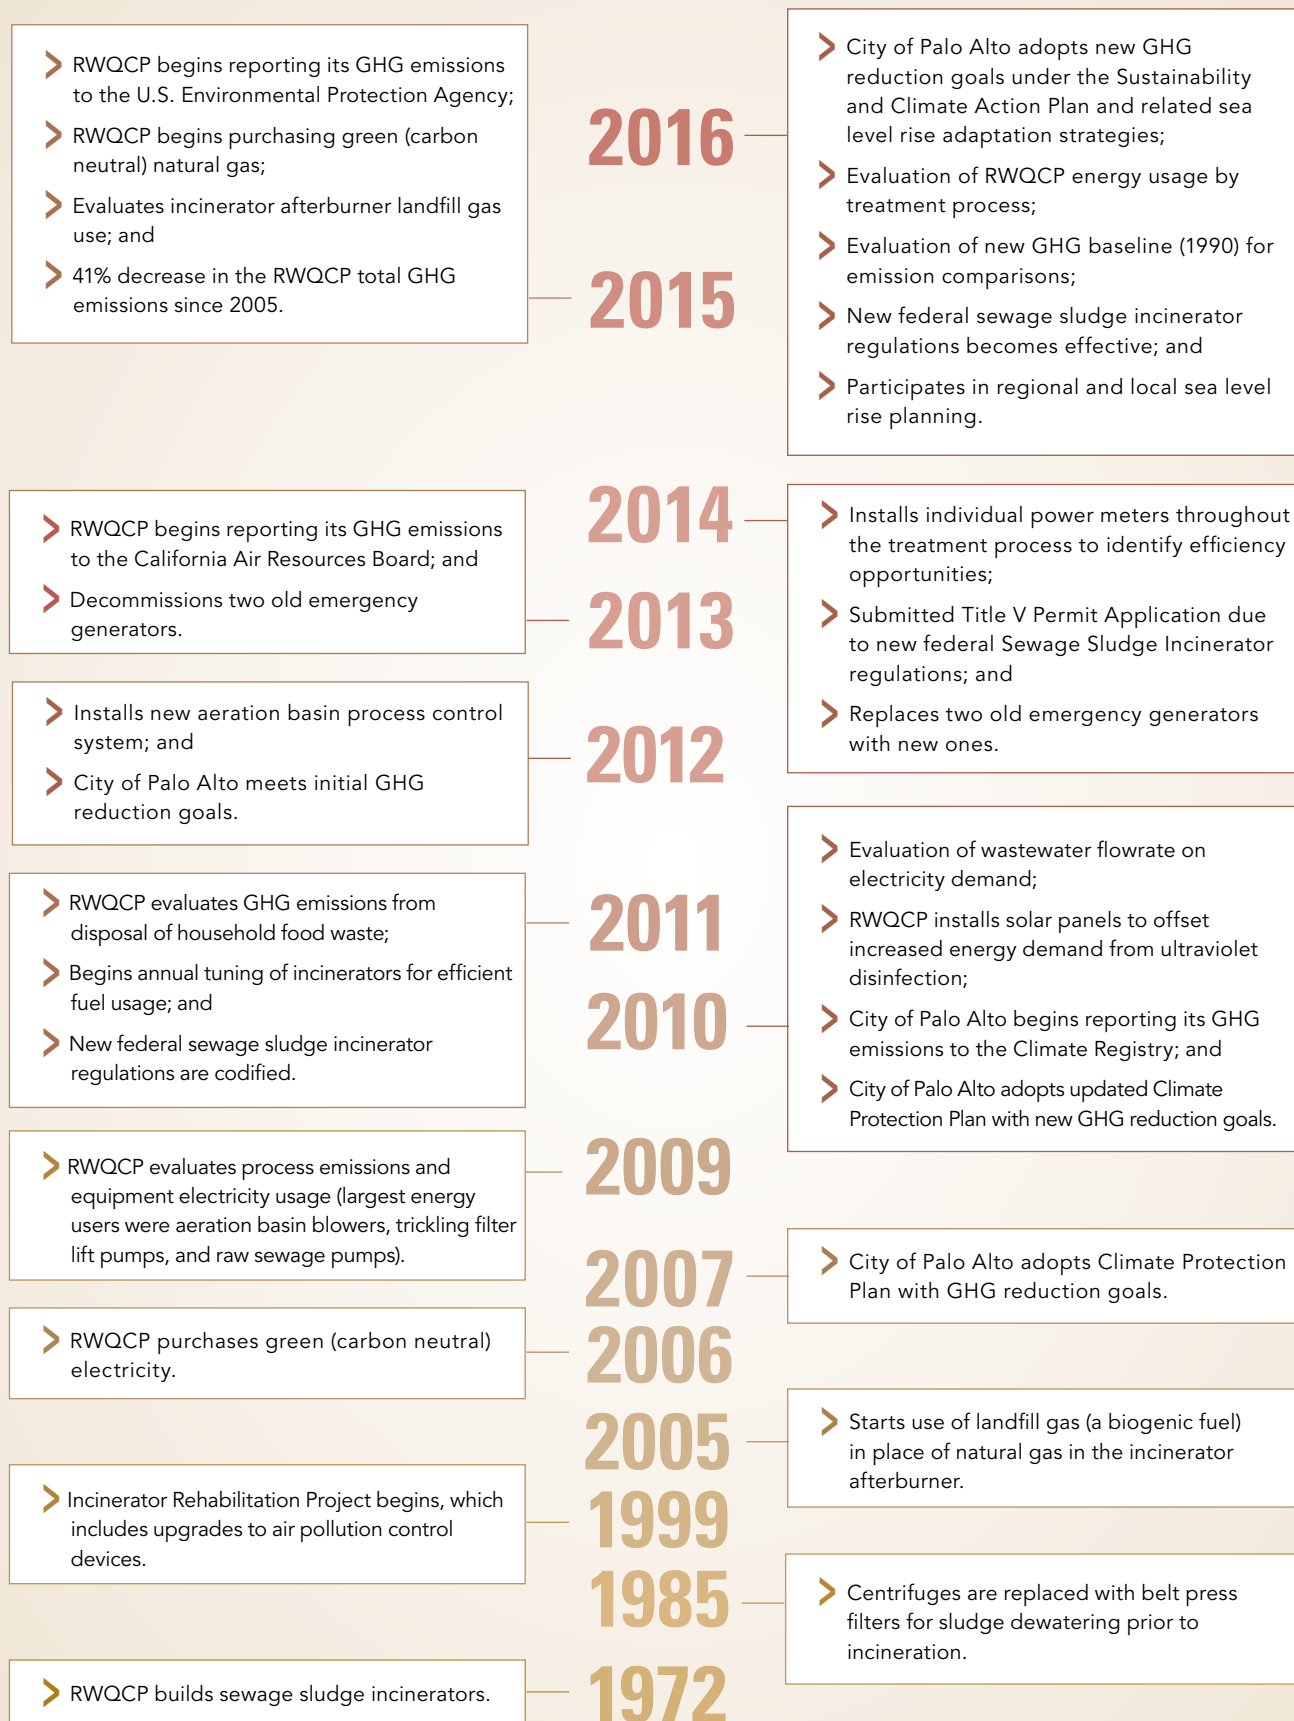 2016
> City of Palo Alto adopts new GHG
reduction goals under the Sustainability
and Climate Action Plan and related sea
level rise adaptation strategies;
> Evaluation of RWQCP energy usage by
treatment process;
> Evaluation of new GHG baseline (1990) for
emission comparisons;
> New federal sewage sludge incinerator
regulations becomes effective; and
> Participates in regional and local sea level
rise planning.
> RWQCP begins reporting its GHG emissions
to the U.S. Environmental Protection Agency;
> RWQCP begins purchasing green (carbon
neutral) natural gas;
> Evaluates incinerator afterburner landfill gas
use; and
> 41% decrease in the RWQCP total GHG
emissions since 2005.
2015
2014
> Installs individual power meters throughout
the treatment process to identify efficiency
opportunities;
> Submitted Title V Permit Application due
to new federal Sewage Sludge Incinerator
regulations; and
> Replaces two old emergency generators
with new ones.
> RWQCP begins reporting its GHG emissions
to the California Air Resources Board; and
> Decommissions two old emergency
generators.
2013
> Installs new aeration basin process control
system; and
> City of Palo Alto meets initial GHG
reduction goals.
2012
> RWQCP evaluates GHG emissions from
disposal of household food waste;
> Begins annual tuning of incinerators for efficient
fuel usage; and
> New federal sewage sludge incinerator
regulations are codified.
2011
2010
> Evaluation of wastewater flowrate on
electricity demand;
> RWQCP installs solar panels to offset
increased energy demand from ultraviolet
disinfection;
> City of Palo Alto begins reporting its GHG
emissions to the Climate Registry; and
> City of Palo Alto adopts updated Climate
Protection Plan with new GHG reduction goals.
> RWQCP evaluates process emissions and
equipment electricity usage (largest energy
users were aeration basin blowers, trickling filter
lift pumps, and raw sewage pumps).
2009
2007
> City of Palo Alto adopts Climate Protection
Plan with GHG reduction goals.
> RWQCP purchases green (carbon neutral)
electricity.
2006
2005
> Starts use of landfill gas (a biogenic fuel)
in place of natural gas in the incinerator
afterburner.
> Incinerator Rehabilitation Project begins, which
includes upgrades to air pollution control
devices.
1999
1985
> Centrifuges are replaced with belt press
filters for sludge dewatering prior to
incineration.
> RWQCP builds sewage sludge incinerators.
1972